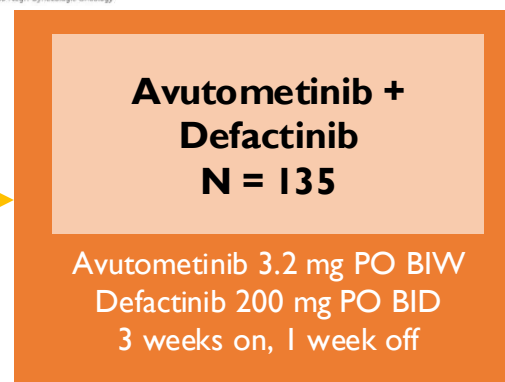 Avutometinib +
Defactinib
N = 135
Avutometinib 3.2 mg PO BIW
Defactinib 200 mg PO BID
3 weeks on, 1 week off